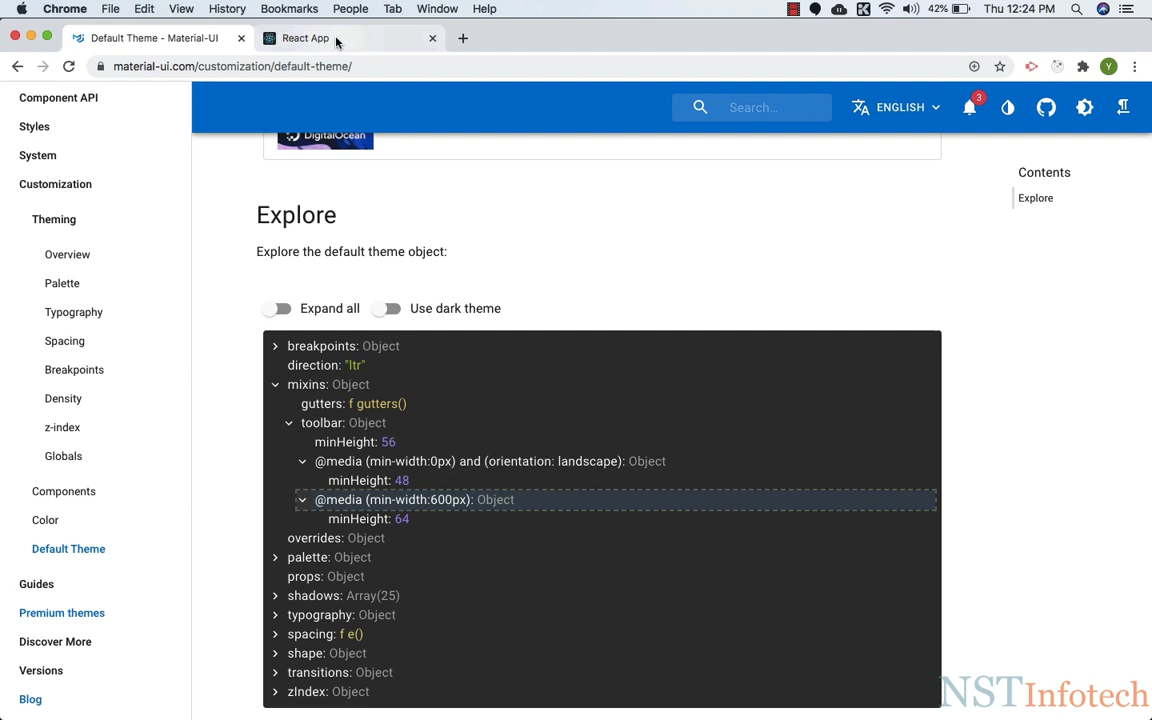 Chrome File Edit View History Bookmarks People Tab Window Help 42% Thu 12:24 PM
Default Theme - Material-UI React App
material-ui.com/customization/default-theme/ Y
Component API
Styles
System
Customization
Theming
Overview
Palette
Typography
Spacing
Breakpoints
Density
z-index
Globals
Components
Color
Default Theme
Guides
Premium themes
Discover More
Versions
Blog
Search… ENGLISH 3
DigitalOcean
Explore
Explore the default theme object:
Expand all Use dark theme
breakpoints: Object
direction: "ltr"
mixins: Object
gutters: f gutters()
toolbar: Object
minHeight: 56
@media (min-width:0px) and (orientation: landscape): Object
minHeight: 48
@media (min-width:600px): Object
minHeight: 64
overrides: Object
palette: Object
props: Object
shadows: Array(25)
typography: Object
spacing: f e()
shape: Object
transitions: Object
zIndex: Object
Contents
Explore
NSTInfotech